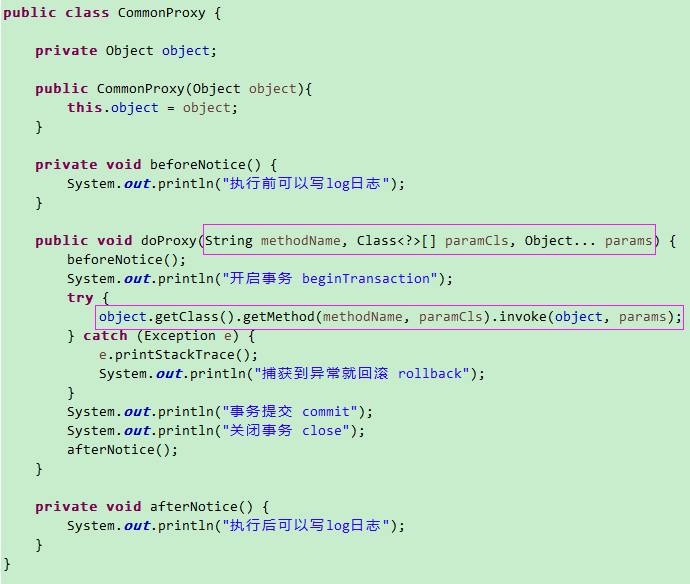 public class CommonProxy {
private Object object;
public CommonProxy(Object object){
this.object = object;
}
private void beforeNotice() {
System.out.println("执行前可以写log日志");
}
public void doProxy(String methodName, Class<?>[] paramCls, Object... params) {
beforeNotice();
System.out.println("开启事务 beginTransaction");
try {
object.getClass().getMethod(methodName, paramCls).invoke(object, params);
} catch (Exception e) {
e.printStackTrace();
System.out.println("捕获到异常就回滚 rollback");
}
System.out.println("事务提交 commit");
System.out.println("关闭事务 close");
afterNotice();
}
private void afterNotice() {
System.out.println("执行后可以写log日志");
}
}